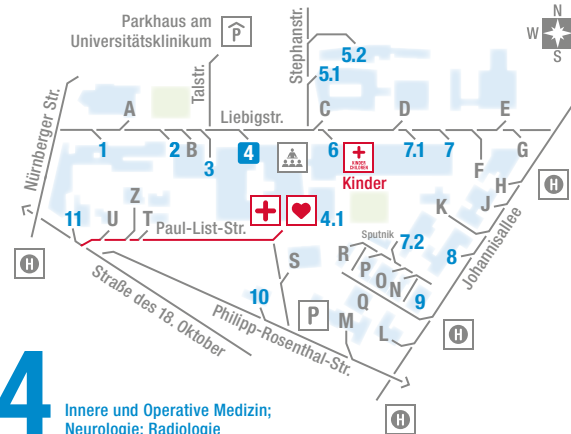 Parkhaus am
Universitätsklinikum
P
N
W
S
Nürnberger Str.
Talstr.
Stephanstr.
5.2
5.1
A
Liebigstr.
C
D
E
1
2
B
3
4
6
KINDER
CHILDREN
Kinder
7.1
7
F
G
H
J
K
H
11
U
Z
T
Paul-List-Str.
4.1
Sputnik
7.2
8
Johannisallee
R
P
O
N
9
Q
S
H
Straße des 18. Oktober
10
Philipp-Rosenthal-Str.
P
M
L
H
H
4
Innere und Operative Medizin;
Neurologie; Radiologie